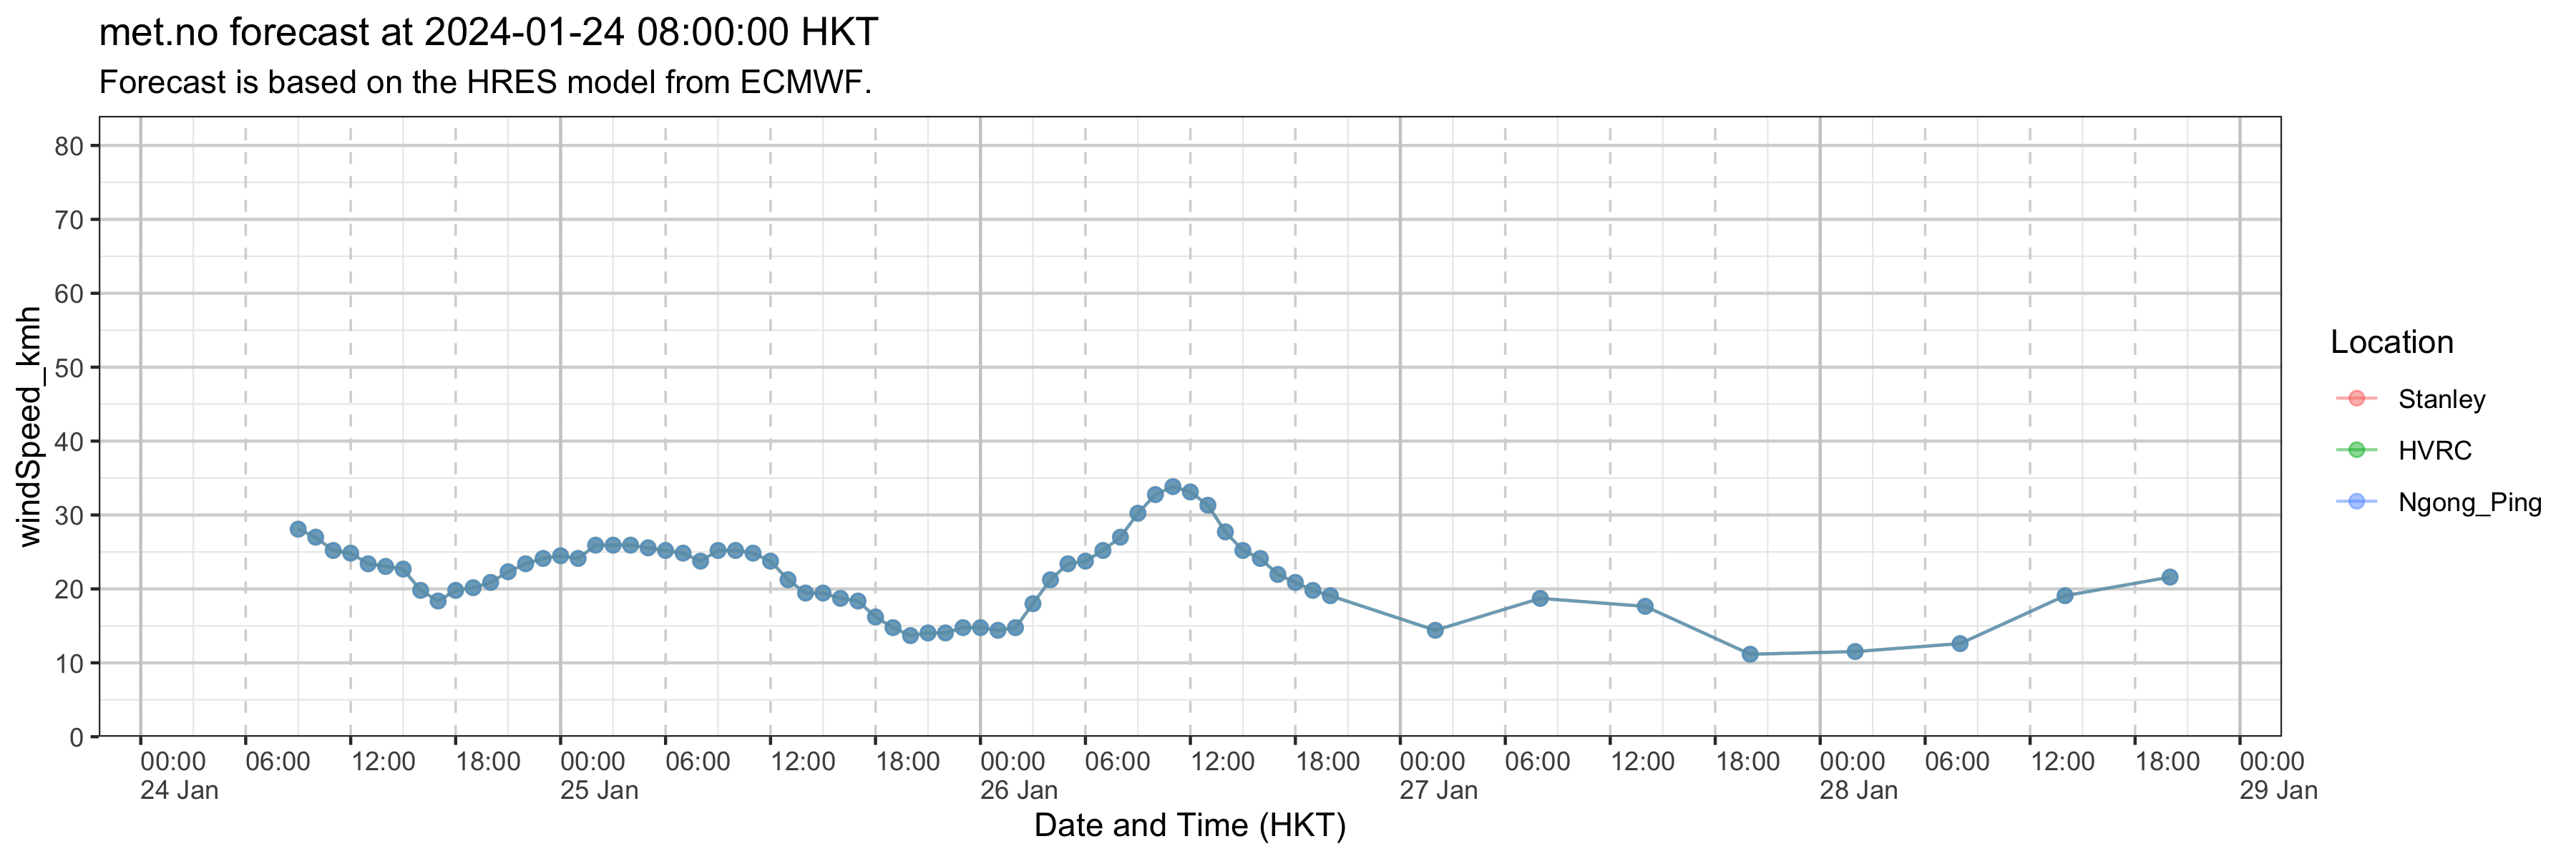 met.no forecast at 2024-01-24 08:00:00 HKT
Forecast is based on the HRES model from ECMWF.
windSpeed_kmh
80
70
60
50
40
30
20
10
0
00:00 06:00 12:00 18:00 00:00 06:00 12:00 18:00 00:00 06:00 12:00 18:00 00:00 06:00 12:00 18:00 00:00 06:00 12:00 18:00 00:00
24 Jan 25 Jan 26 Jan 27 Jan 28 Jan 29 Jan
Date and Time (HKT)
Location
Stanley
HVRC
Ngong_Ping